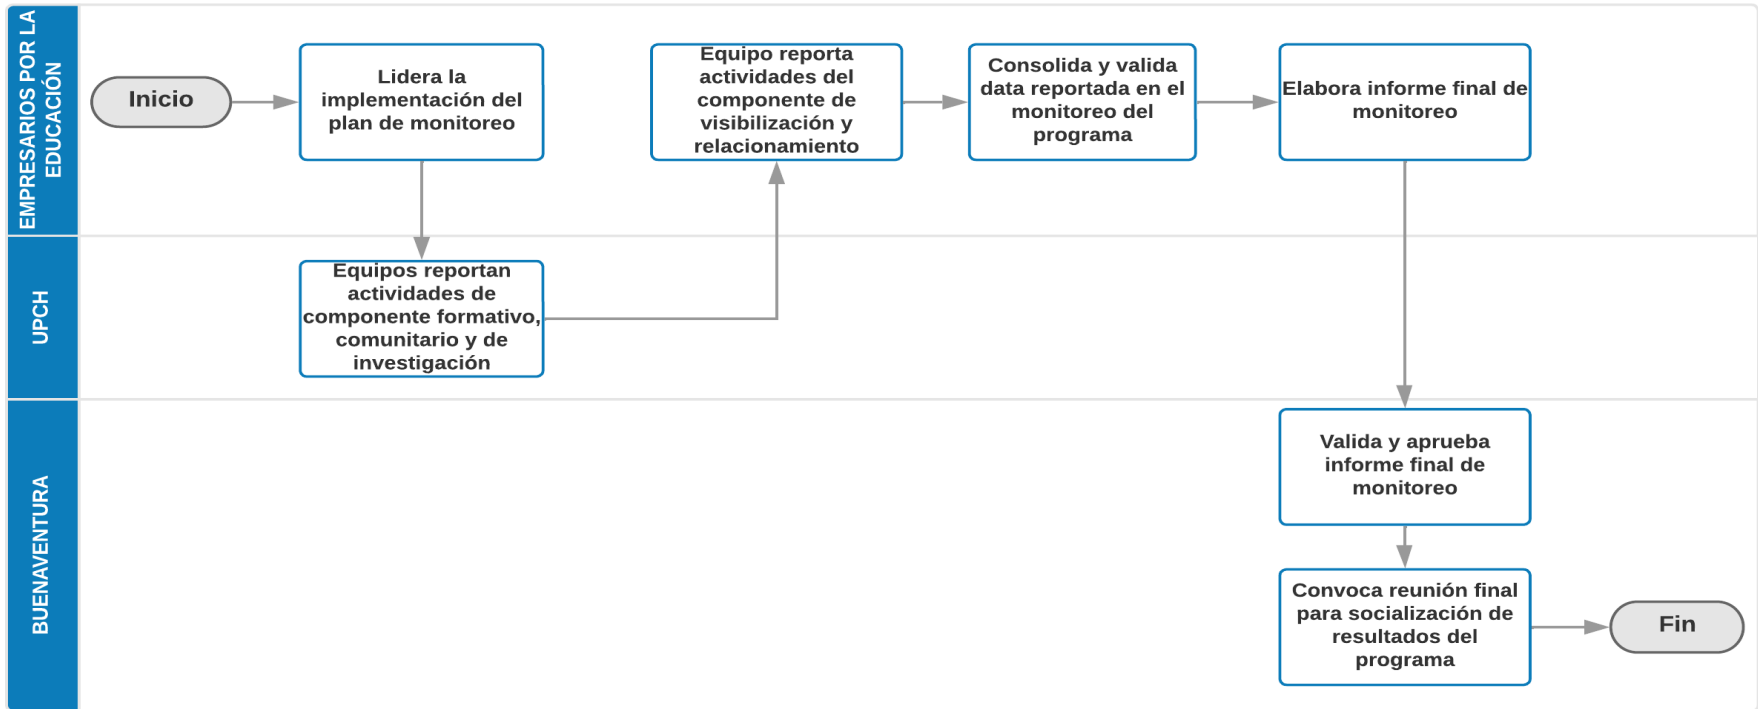 EMPRESARIOS POR LA
EDUCACIÓN
Inicio
Lidera la
implementación del
plan de monitoreo
Equipo reporta
actividades del
componente de
visibilización y
relacionamiento
Consolida y valida
data reportada en el
monitoreo del
programa
Elabora informe final de
monitoreo
UPCH
Equipos reportan
actividades de
componente formativo,
comunitario y de
investigación
BUENAVENTURA
Valida y aprueba
informe final de
monitoreo
Convoca reunión final
para socialización de
resultados del
programa
Fin